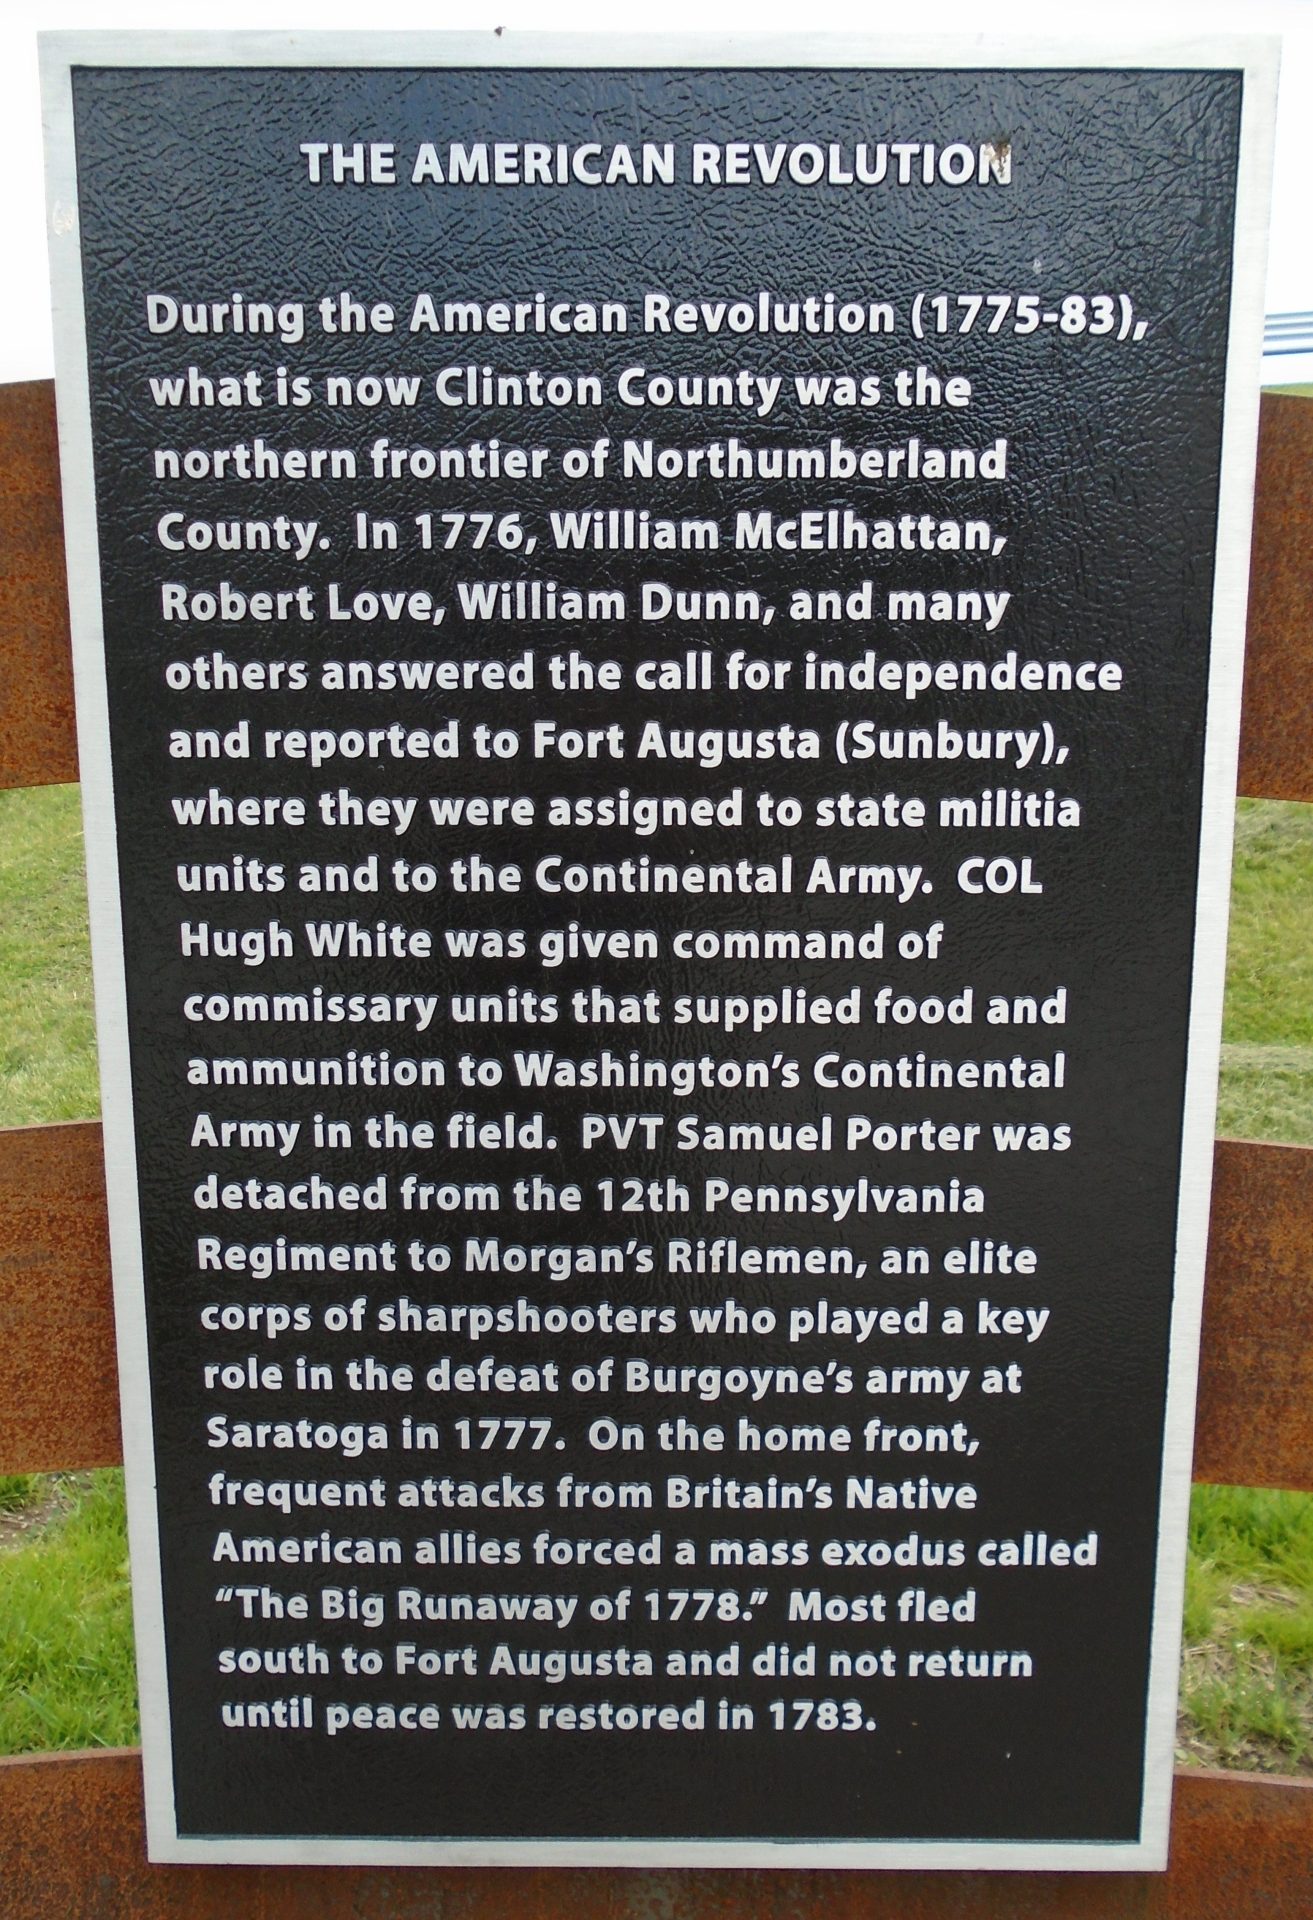 THE AMERICAN REVOLUTION
During the American Revolution (1775-83),
what is now Clinton County was the
northern frontier of Northumberland
County.  In 1776, William McElhattan,
Robert Love, William Dunn, and many
others answered the call for independence
and reported to Fort Augusta (Sunbury),
where they were assigned to state militia
units and to the Continental Army.  COL
Hugh White was given command of
commissary units that supplied food and
ammunition to Washington’s Continental
Army in the field.  PVT Samuel Porter was
detached from the 12th Pennsylvania
Regiment to Morgan’s Riflemen, an elite
corps of sharpshooters who played a key
role in the defeat of Burgoyne’s army at
Saratoga in 1777.  On the home front,
frequent attacks from Britain’s Native
American allies forced a mass exodus called
“The Big Runaway of 1778.”  Most fled
south to Fort Augusta and did not return
until peace was restored in 1783.